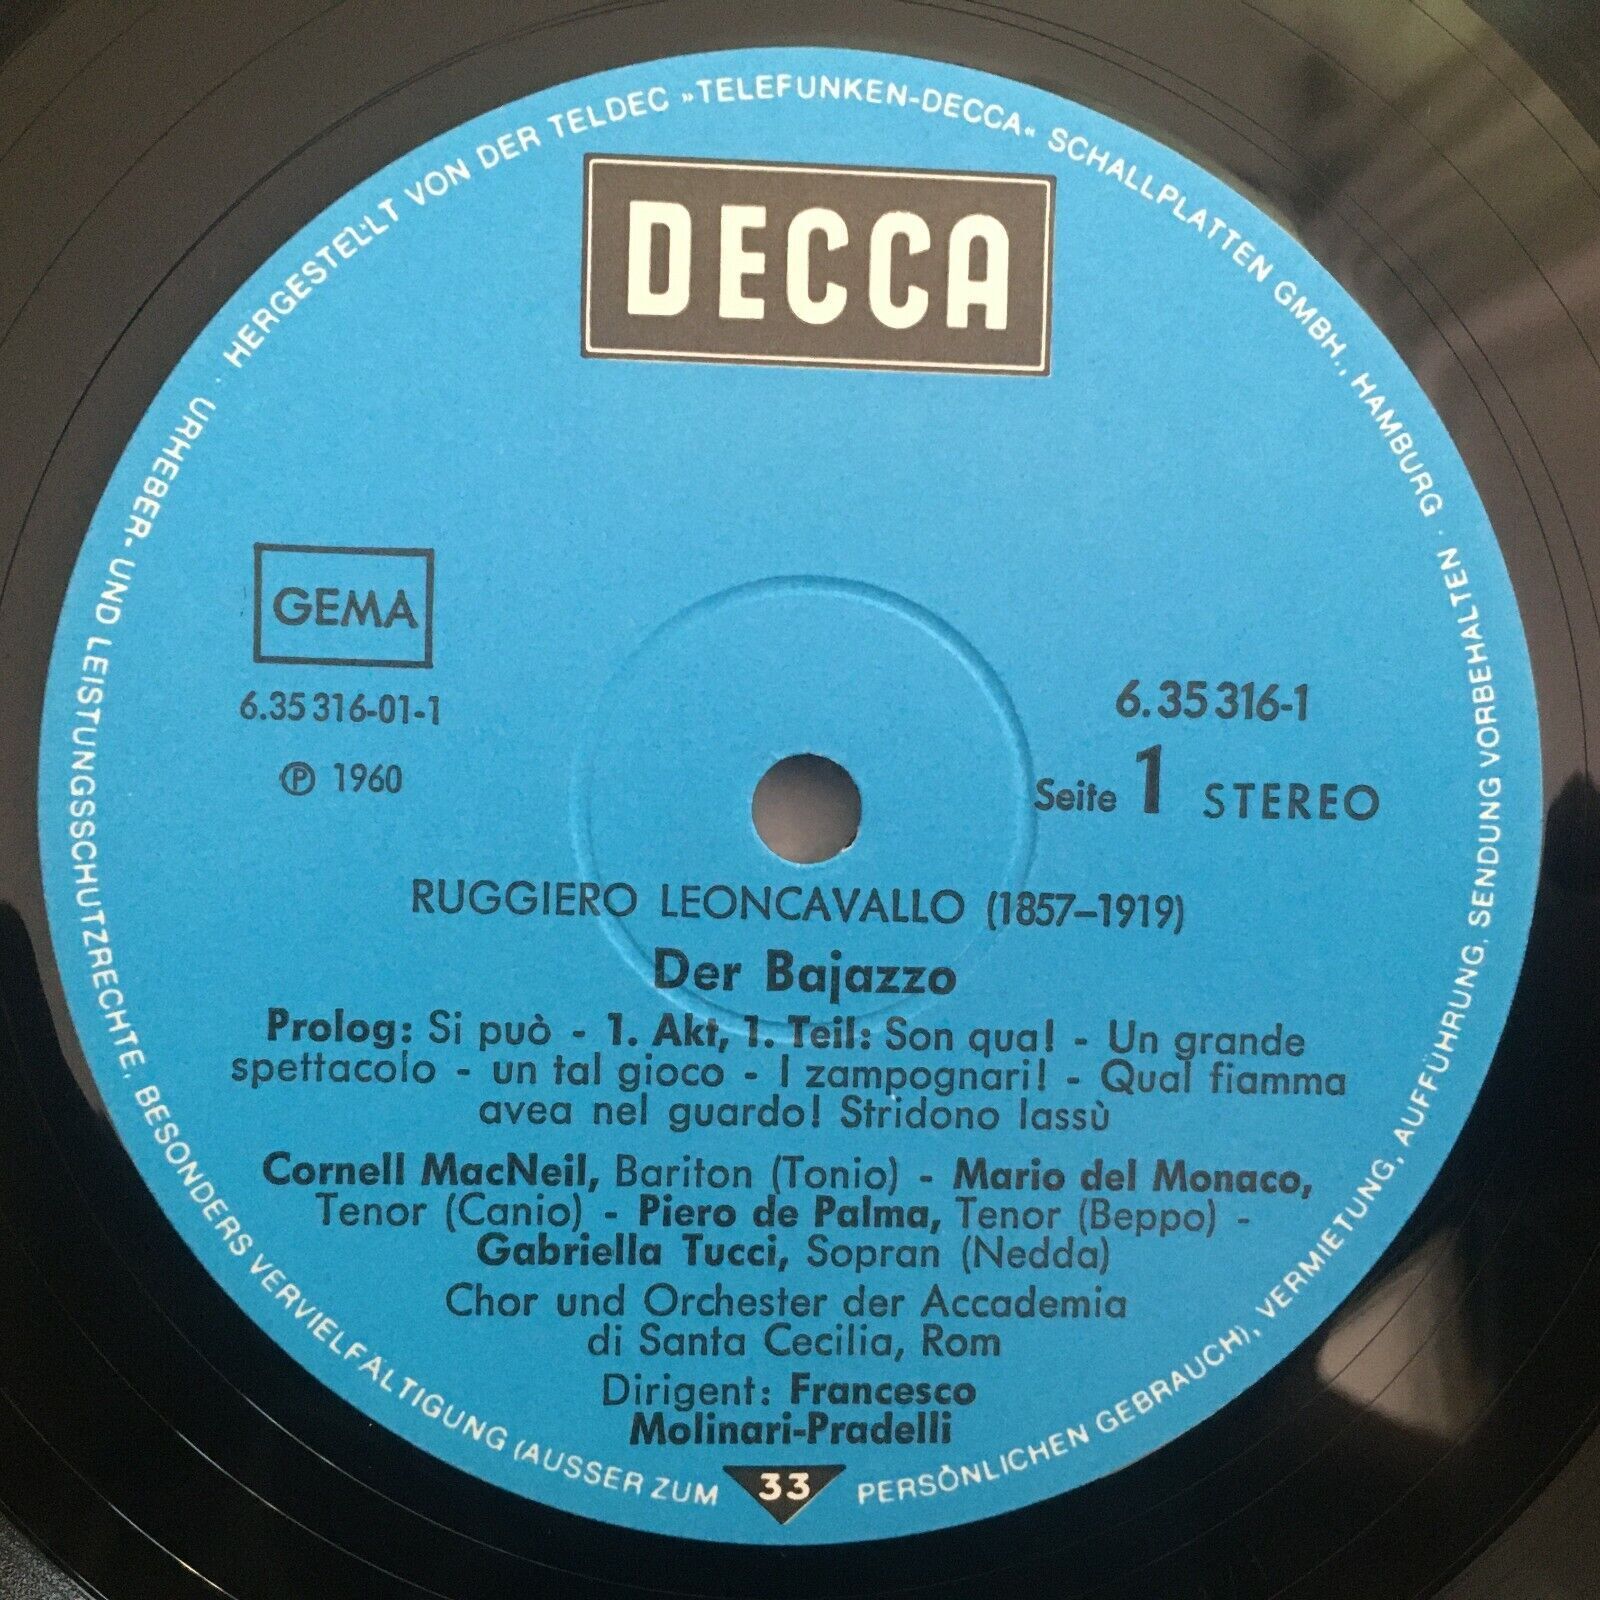 HERGESTELLT VON DER TELDEC »TELEFUNKEN-DECCA« SCHALLPLATTEN GMBH., HAMBURG · URHEBER- UND LEISTUNGSSCHUTZRECHTE, BESONDERS VERVIELFÄLTIGUNG (AUSSER ZUM PERSÖNLICHEN GEBRAUCH), VERMIETUNG, AUFFÜHRUNG, SENDUNG VORBEHALTEN
DECCA
GEMA
6.35 316-01-1
Ⓟ 1960
6.35 316-1
Seite 1 STEREO
RUGGIERO LEONCAVALLO (1857–1919)
Der Bajazzo
Prolog: Si può - 1. Akt, 1. Teil: Son qua! - Un grande
spettacolo - un tal gioco - I zampognari! - Qual fiamma
avea nel guardo! Stridono lassù
Cornell MacNeil, Bariton (Tonio) - Mario del Monaco,
Tenor (Canio) - Piero de Palma, Tenor (Beppo) -
Gabriella Tucci, Sopran (Nedda)
Chor und Orchester der Accademia
di Santa Cecilia, Rom
Dirigent: Francesco
Molinari-Pradelli
33